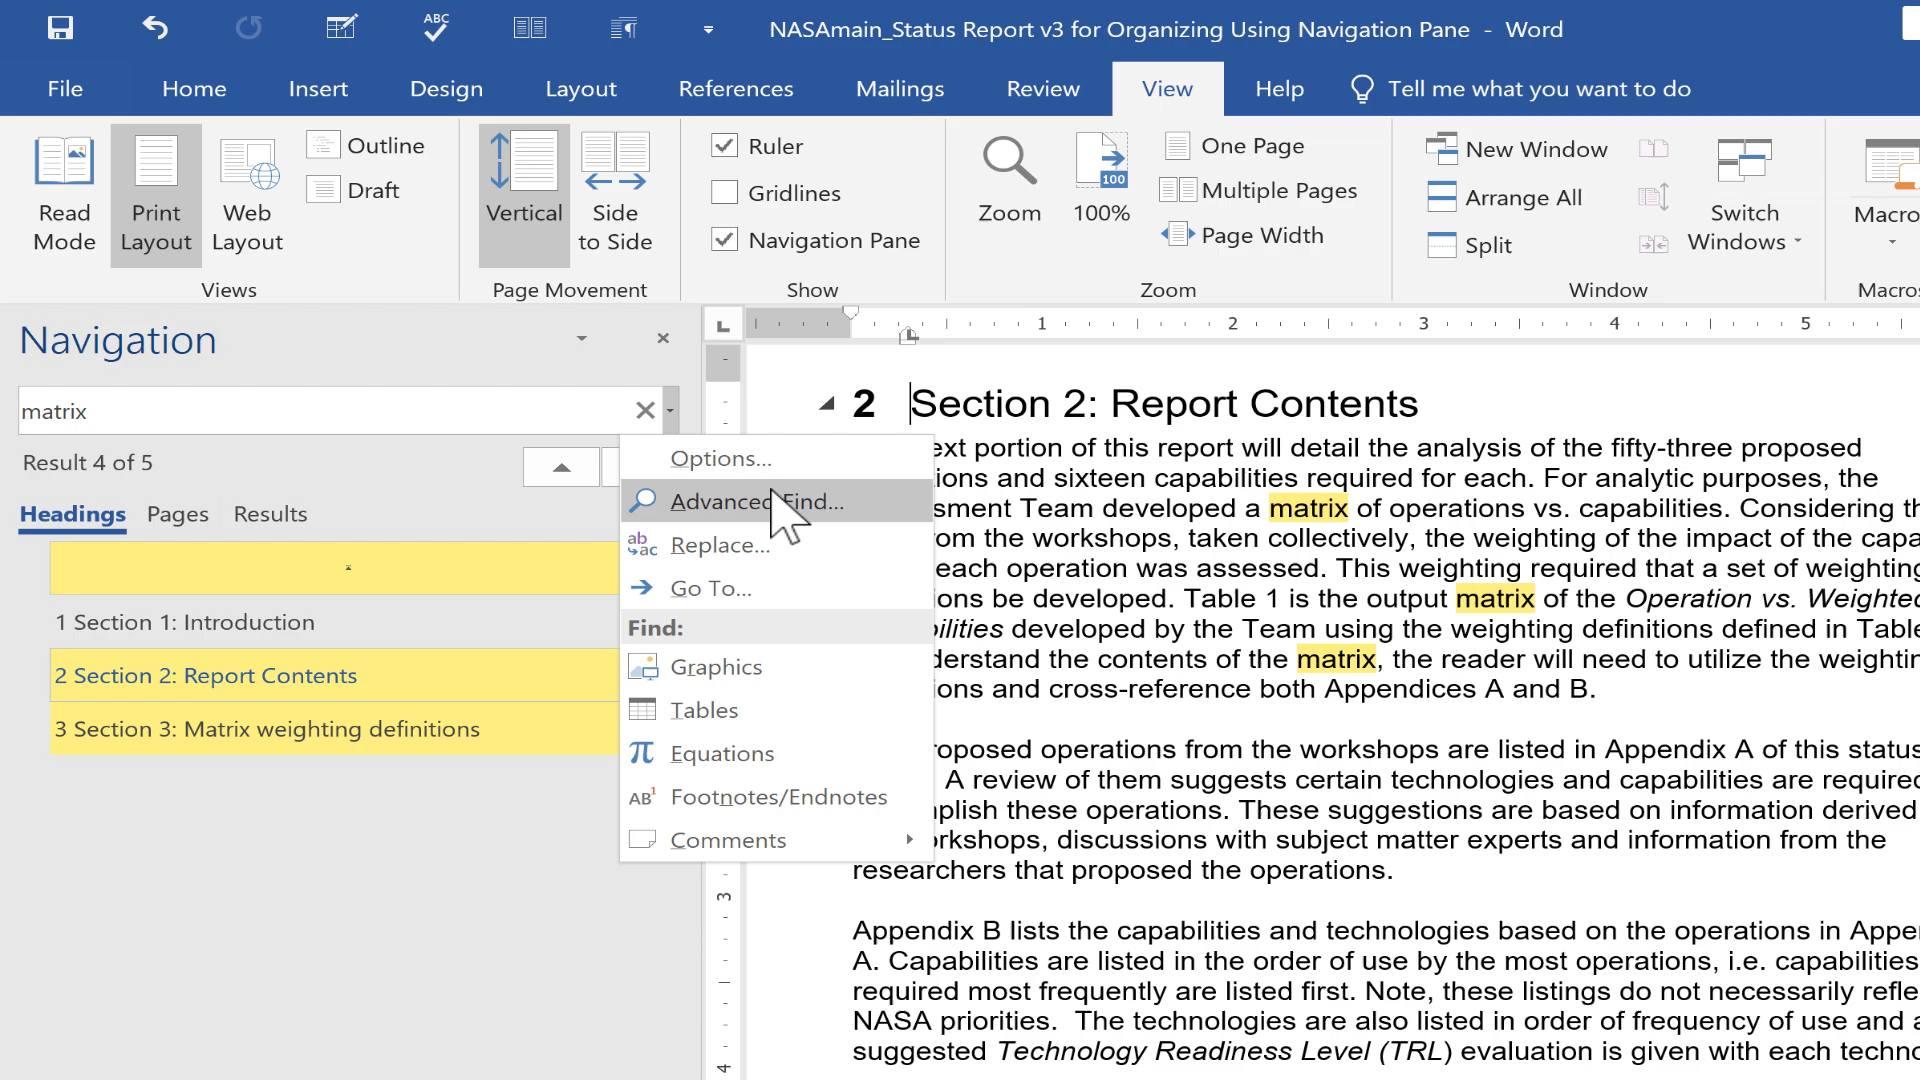 ABC
NASAmain_Status Report v3 for Organizing Using Navigation Pane - Word
File Home Insert Design Layout References Mailings Review View Help Tell me what you want to do
Read Mode
Print Layout
Web Layout
Outline
Draft
Views
Vertical
Side to Side
Page Movement
Ruler
Gridlines
Navigation Pane
Show
Zoom
100
100%
One Page
Multiple Pages
Page Width
Zoom
New Window
Arrange All
Split
Switch Windows
Window
Macro
Macros
Navigation
matrix
Result 4 of 5
Headings Pages Results
1 Section 1: Introduction
2 Section 2: Report Contents
3 Section 3: Matrix weighting definitions
Options...
Advanced Find...
ab ac Replace...
Go To...
Find:
Graphics
Tables
π Equations
AB1 Footnotes/Endnotes
Comments
L
1 2 3 4 5
3
4
2 Section 2: Report Contents
ext portion of this report will detail the analysis of the fifty-three proposed
ions and sixteen capabilities required for each. For analytic purposes, the
sment Team developed a matrix of operations vs. capabilities. Considering th
om the workshops, taken collectively, the weighting of the impact of the capa
each operation was assessed. This weighting required that a set of weighting
ions be developed. Table 1 is the output matrix of the Operation vs. Weighted
bilities developed by the Team using the weighting definitions defined in Table
derstand the contents of the matrix, the reader will need to utilize the weightin
ions and cross-reference both Appendices A and B.
roposed operations from the workshops are listed in Appendix A of this status
A review of them suggests certain technologies and capabilities are required
mplish these operations. These suggestions are based on information derived
orkshops, discussions with subject matter experts and information from the
researchers that proposed the operations.
Appendix B lists the capabilities and technologies based on the operations in Appe
A. Capabilities are listed in the order of use by the most operations, i.e. capabilities
required most frequently are listed first. Note, these listings do not necessarily refle
NASA priorities. The technologies are also listed in order of frequency of use and a
suggested Technology Readiness Level (TRL) evaluation is given with each techno